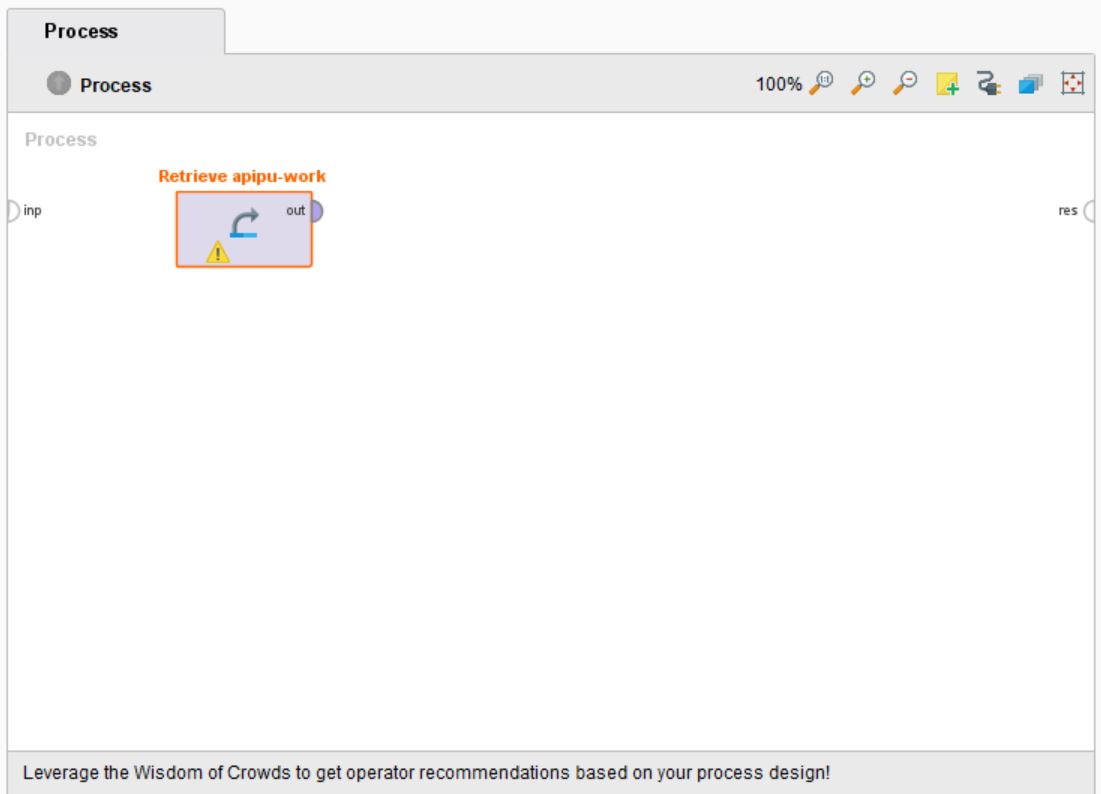 Process
Process
100%
Process
Retrieve apipu-work
inp
out
res
Leverage the Wisdom of Crowds to get operator recommendations based on your process design!